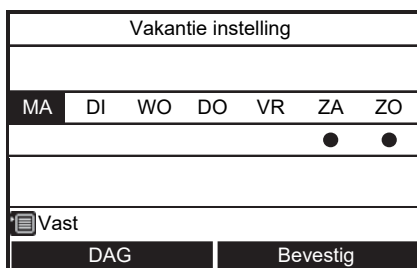 Vakantie instelling
MA DI WO DO VR ZA ZO
Vast
DAG Bevestig